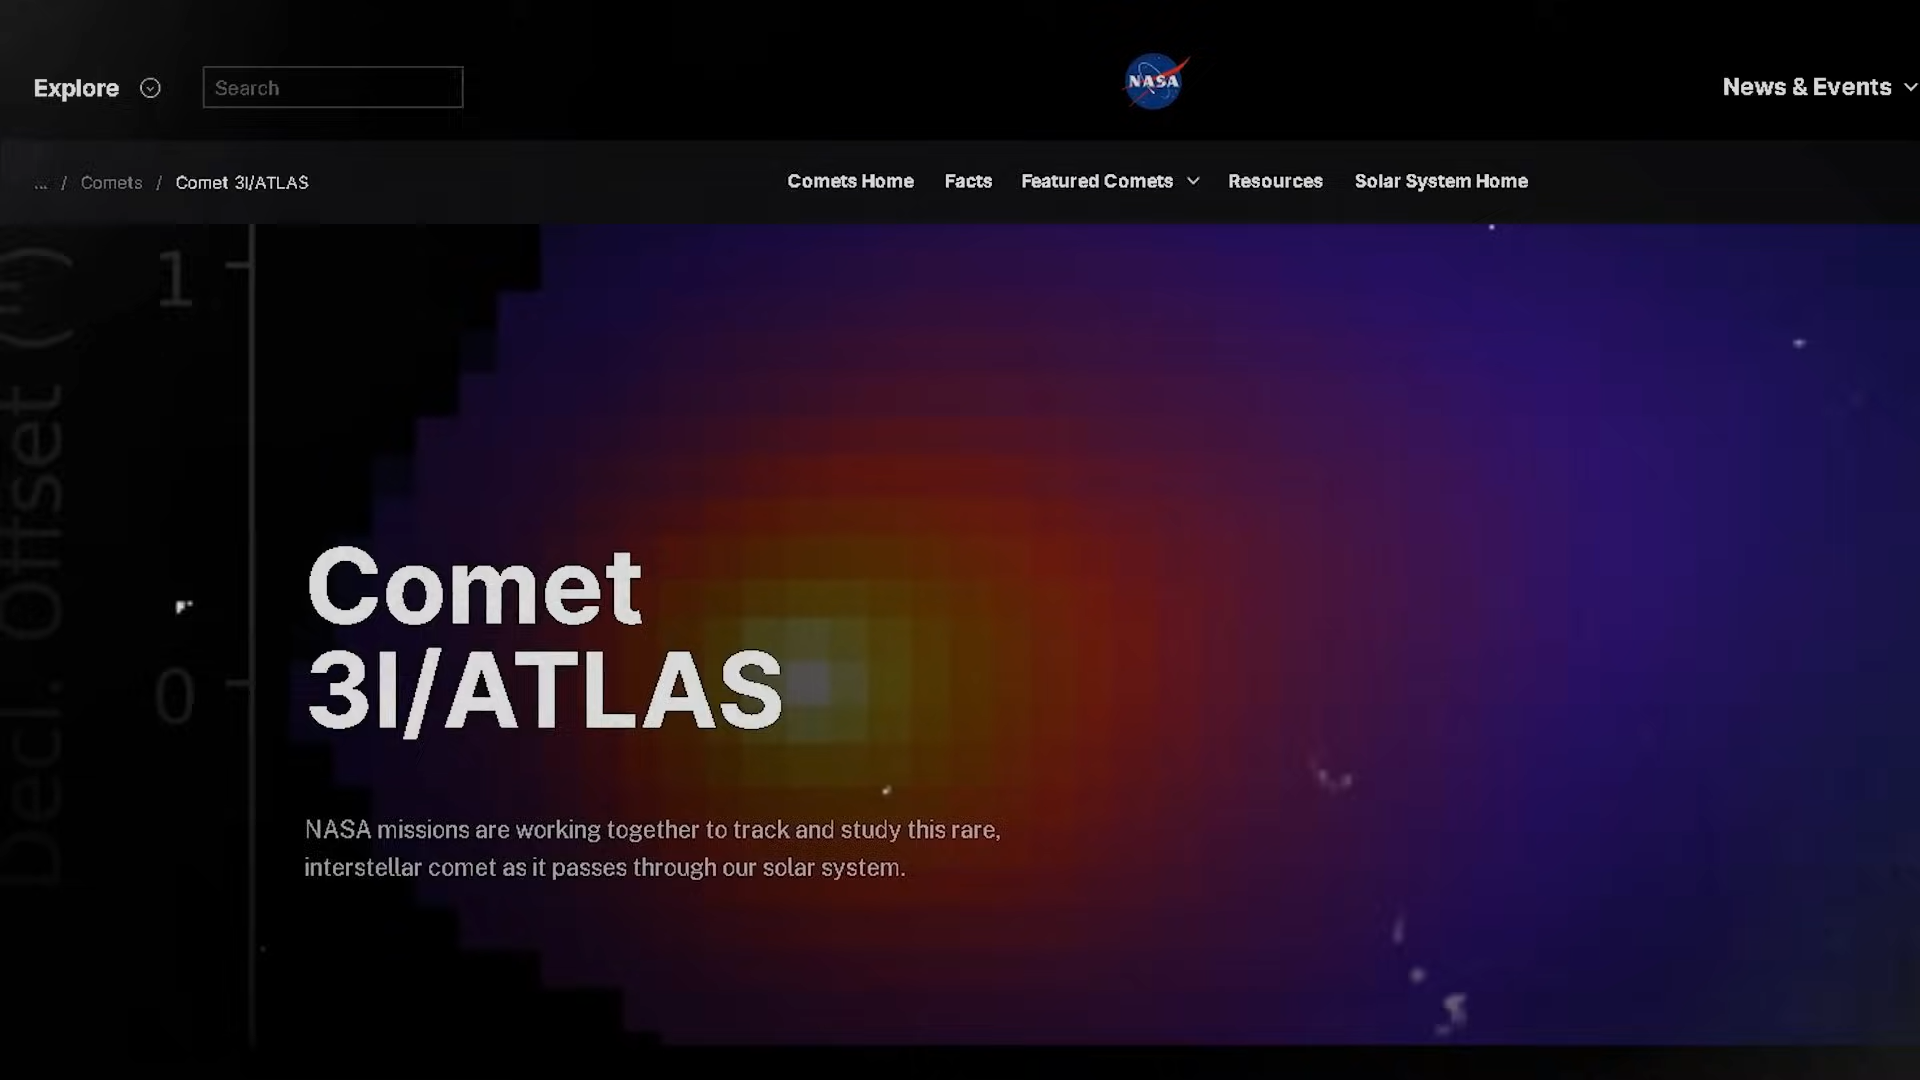 Explore
Search
NASA
News & Events
... / Comets / Comet 3I/ATLAS
Comets Home
Facts
Featured Comets
Resources
Solar System Home
1
Decl. Offset (")
0
Comet
3I/ATLAS
NASA missions are working together to track and study this rare,
interstellar comet as it passes through our solar system.